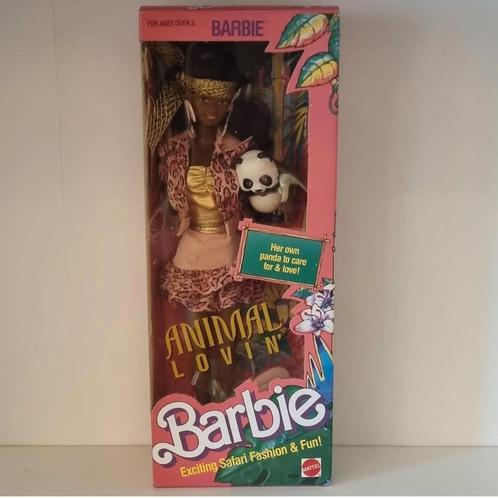 FOR AGES OVER 3.
BARBIE
Her own
panda to care
for & love!
ANIMAL
LOVIN'
Barbie
Exciting Safari Fashion & Fun!
MATTEL